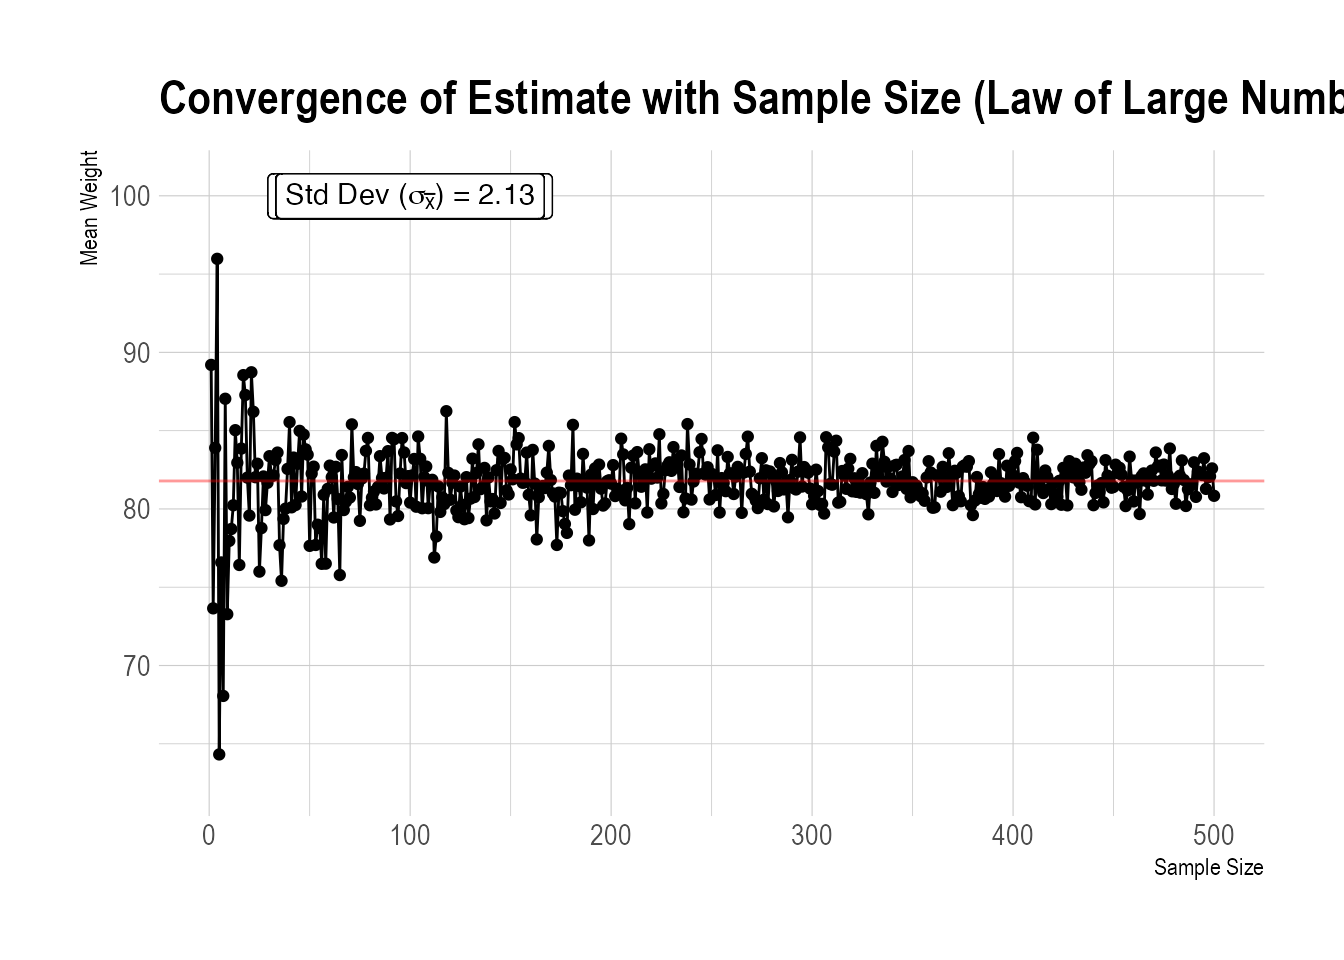 Convergence of Estimate with Sample Size (Law of Large Numb
Mean Weight
Std Dev (σx̅) = 2.13
100
90
80
70
0 100 200 300 400 500
Sample Size